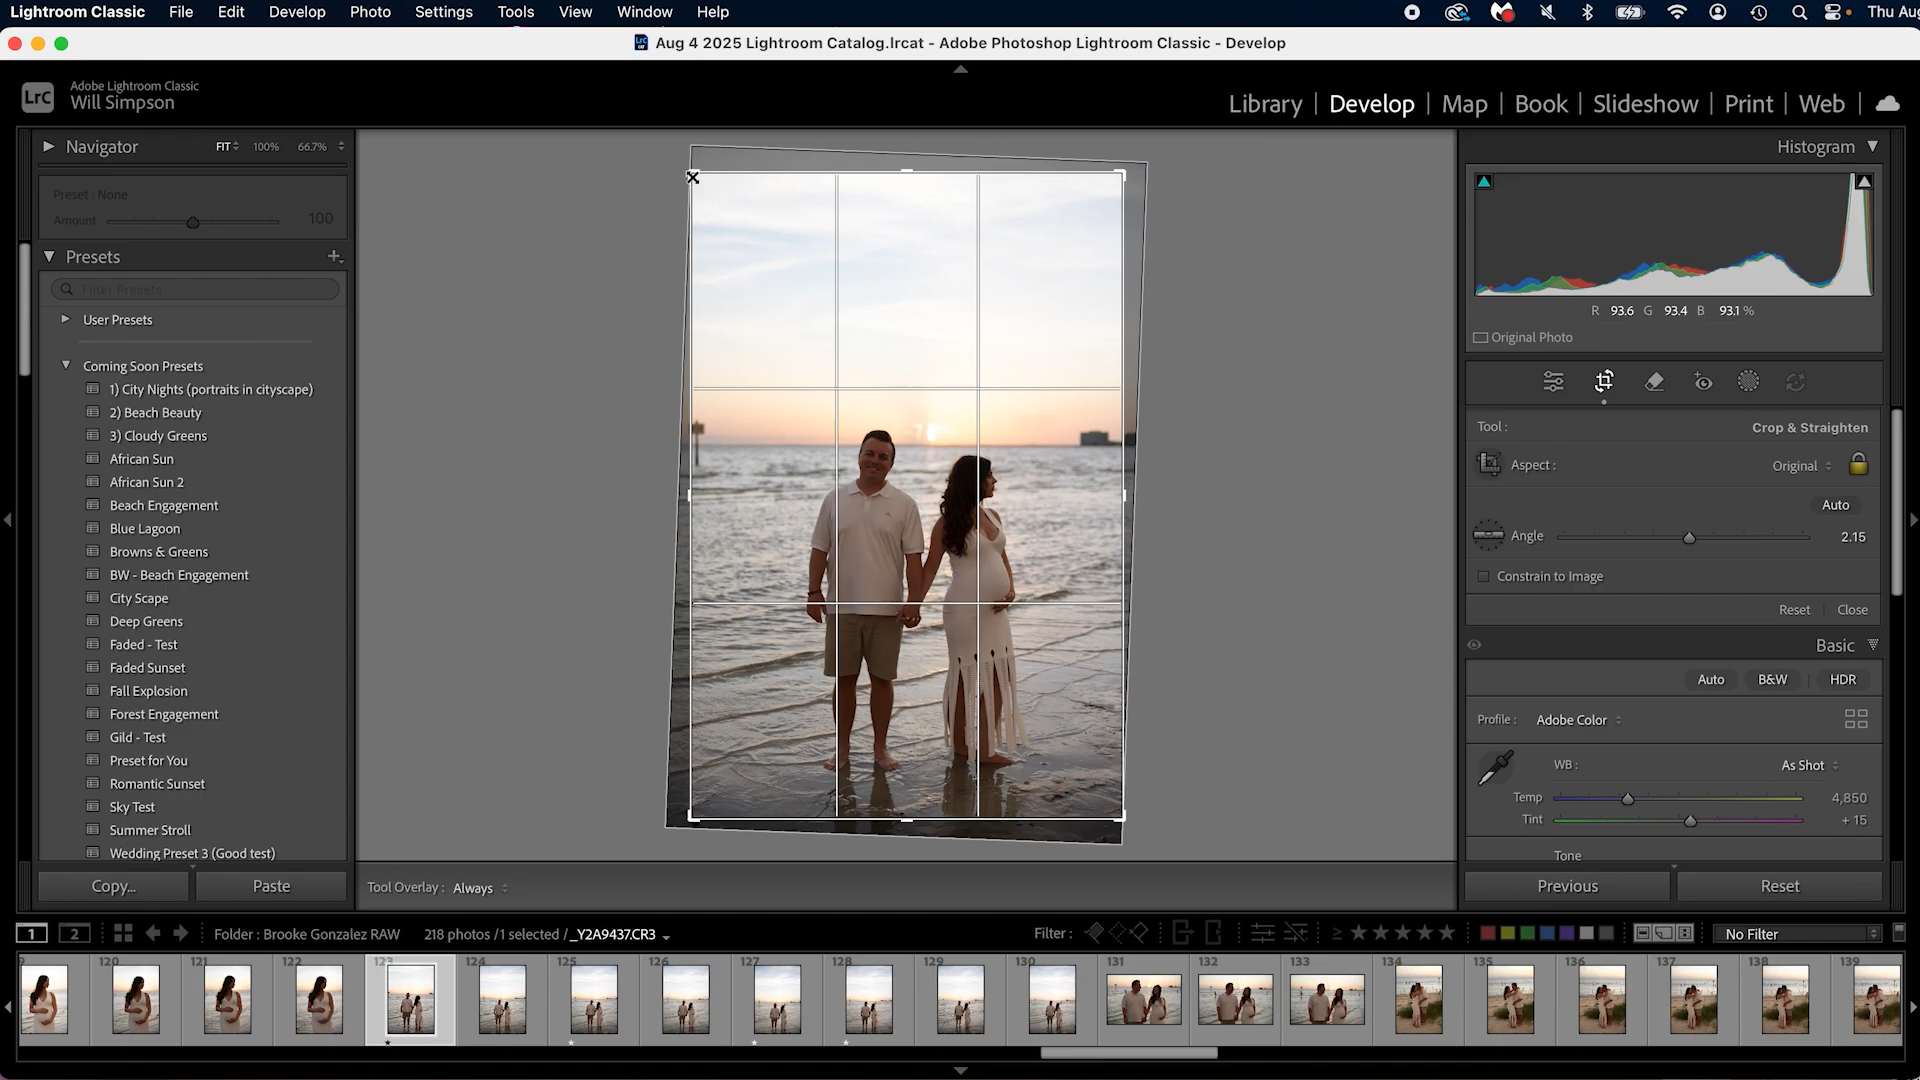 Lightroom Classic File Edit Develop Photo Settings Tools View Window Help Thu Aug
Aug 4 2025 Lightroom Catalog.lrcat - Adobe Photoshop Lightroom Classic - Develop
LrC Adobe Lightroom Classic
Will Simpson
Library | Develop | Map | Book | Slideshow | Print | Web
Navigator FIT 100% 66.7%
Preset : None
Amount 100
Presets
Filter Presets
User Presets
Coming Soon Presets
1) City Nights (portraits in cityscape)
2) Beach Beauty
3) Cloudy Greens
African Sun
African Sun 2
Beach Engagement
Blue Lagoon
Browns & Greens
BW - Beach Engagement
City Scape
Deep Greens
Faded - Test
Faded Sunset
Fall Explosion
Forest Engagement
Gild - Test
Preset for You
Romantic Sunset
Sky Test
Summer Stroll
Wedding Preset 3 (Good test)
Copy... Paste
Tool Overlay : Always
Histogram
R 93.6 G 93.4 B 93.1 %
Original Photo
Tool : Crop & Straighten
Aspect : Original
Auto
Angle 2.15
Constrain to Image
Reset Close
Basic
Auto B&W HDR
Profile : Adobe Color
WB : As Shot
Temp 4,850
Tint + 15
Tone
Previous Reset
1 2 Folder : Brooke Gonzalez RAW 218 photos /1 selected /_Y2A9437.CR3 Filter : No Filter
9 120 121 122 123 124 125 126 127 128 129 130 131 132 133 134 135 136 137 138 139